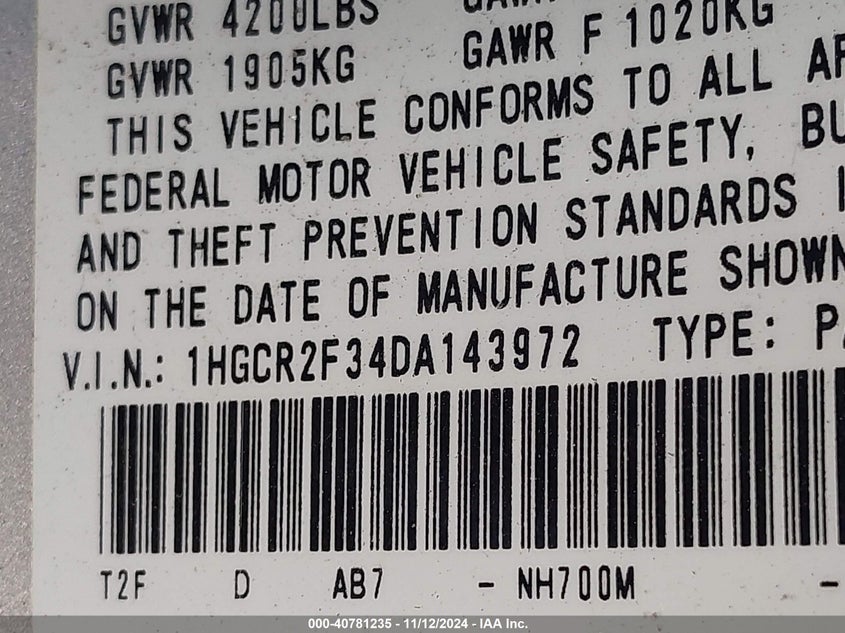 GVWR 4200LBS
GVWR 1905KG GAWR F 1020KG
THIS VEHICLE CONFORMS TO ALL
FEDERAL MOTOR VEHICLE SAFETY,
AND THEFT PREVENTION STANDARDS
ON THE DATE OF MANUFACTURE SHOWN
V.I.N.: 1HGCR2F34DA143972 TYPE:
T2F D AB7 - NH700M -
000-40781235 - 11/12/2024 - IAA Inc.